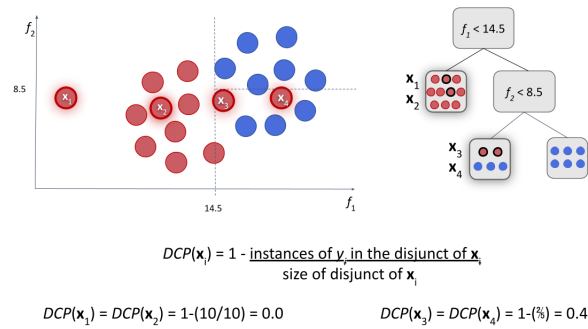 f₂
f₁ < 14.5
8.5
x₁
x₂
x₃
x₄
x₁
x₂
f₂ < 8.5
x₃
x₄
14.5
f₁
DCP(xᵢ) = 1 - instances of yᵢ in the disjunct of xᵢ
size of disjunct of xᵢ
DCP(x₁) = DCP(x₂) = 1-(10/10) = 0.0
DCP(x₃) = DCP(x₄) = 1-(⅗) = 0.4